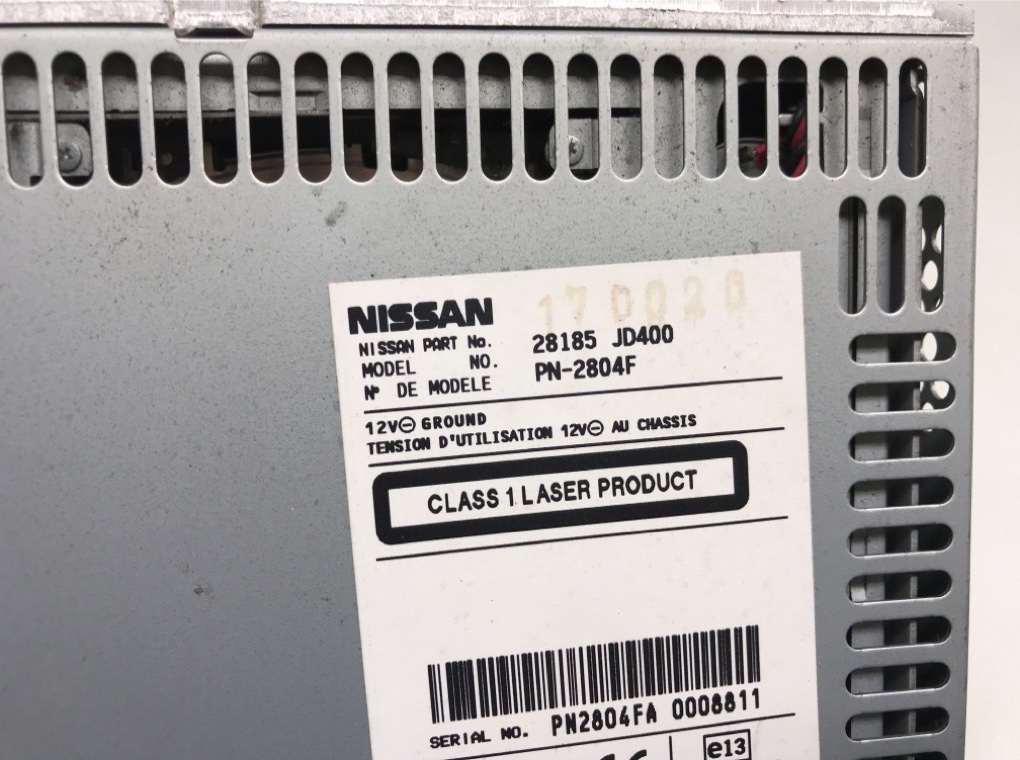 170020
NISSAN
NISSAN PART No. 28185 JD400
MODEL NO. PN-2804F
Nº DE MODELE
12V⊖ GROUND
TENSION D'UTILISATION 12V⊖ AU CHASSIS
CLASS 1 LASER PRODUCT
SERIAL NO. PN2804FA 0008811
e13